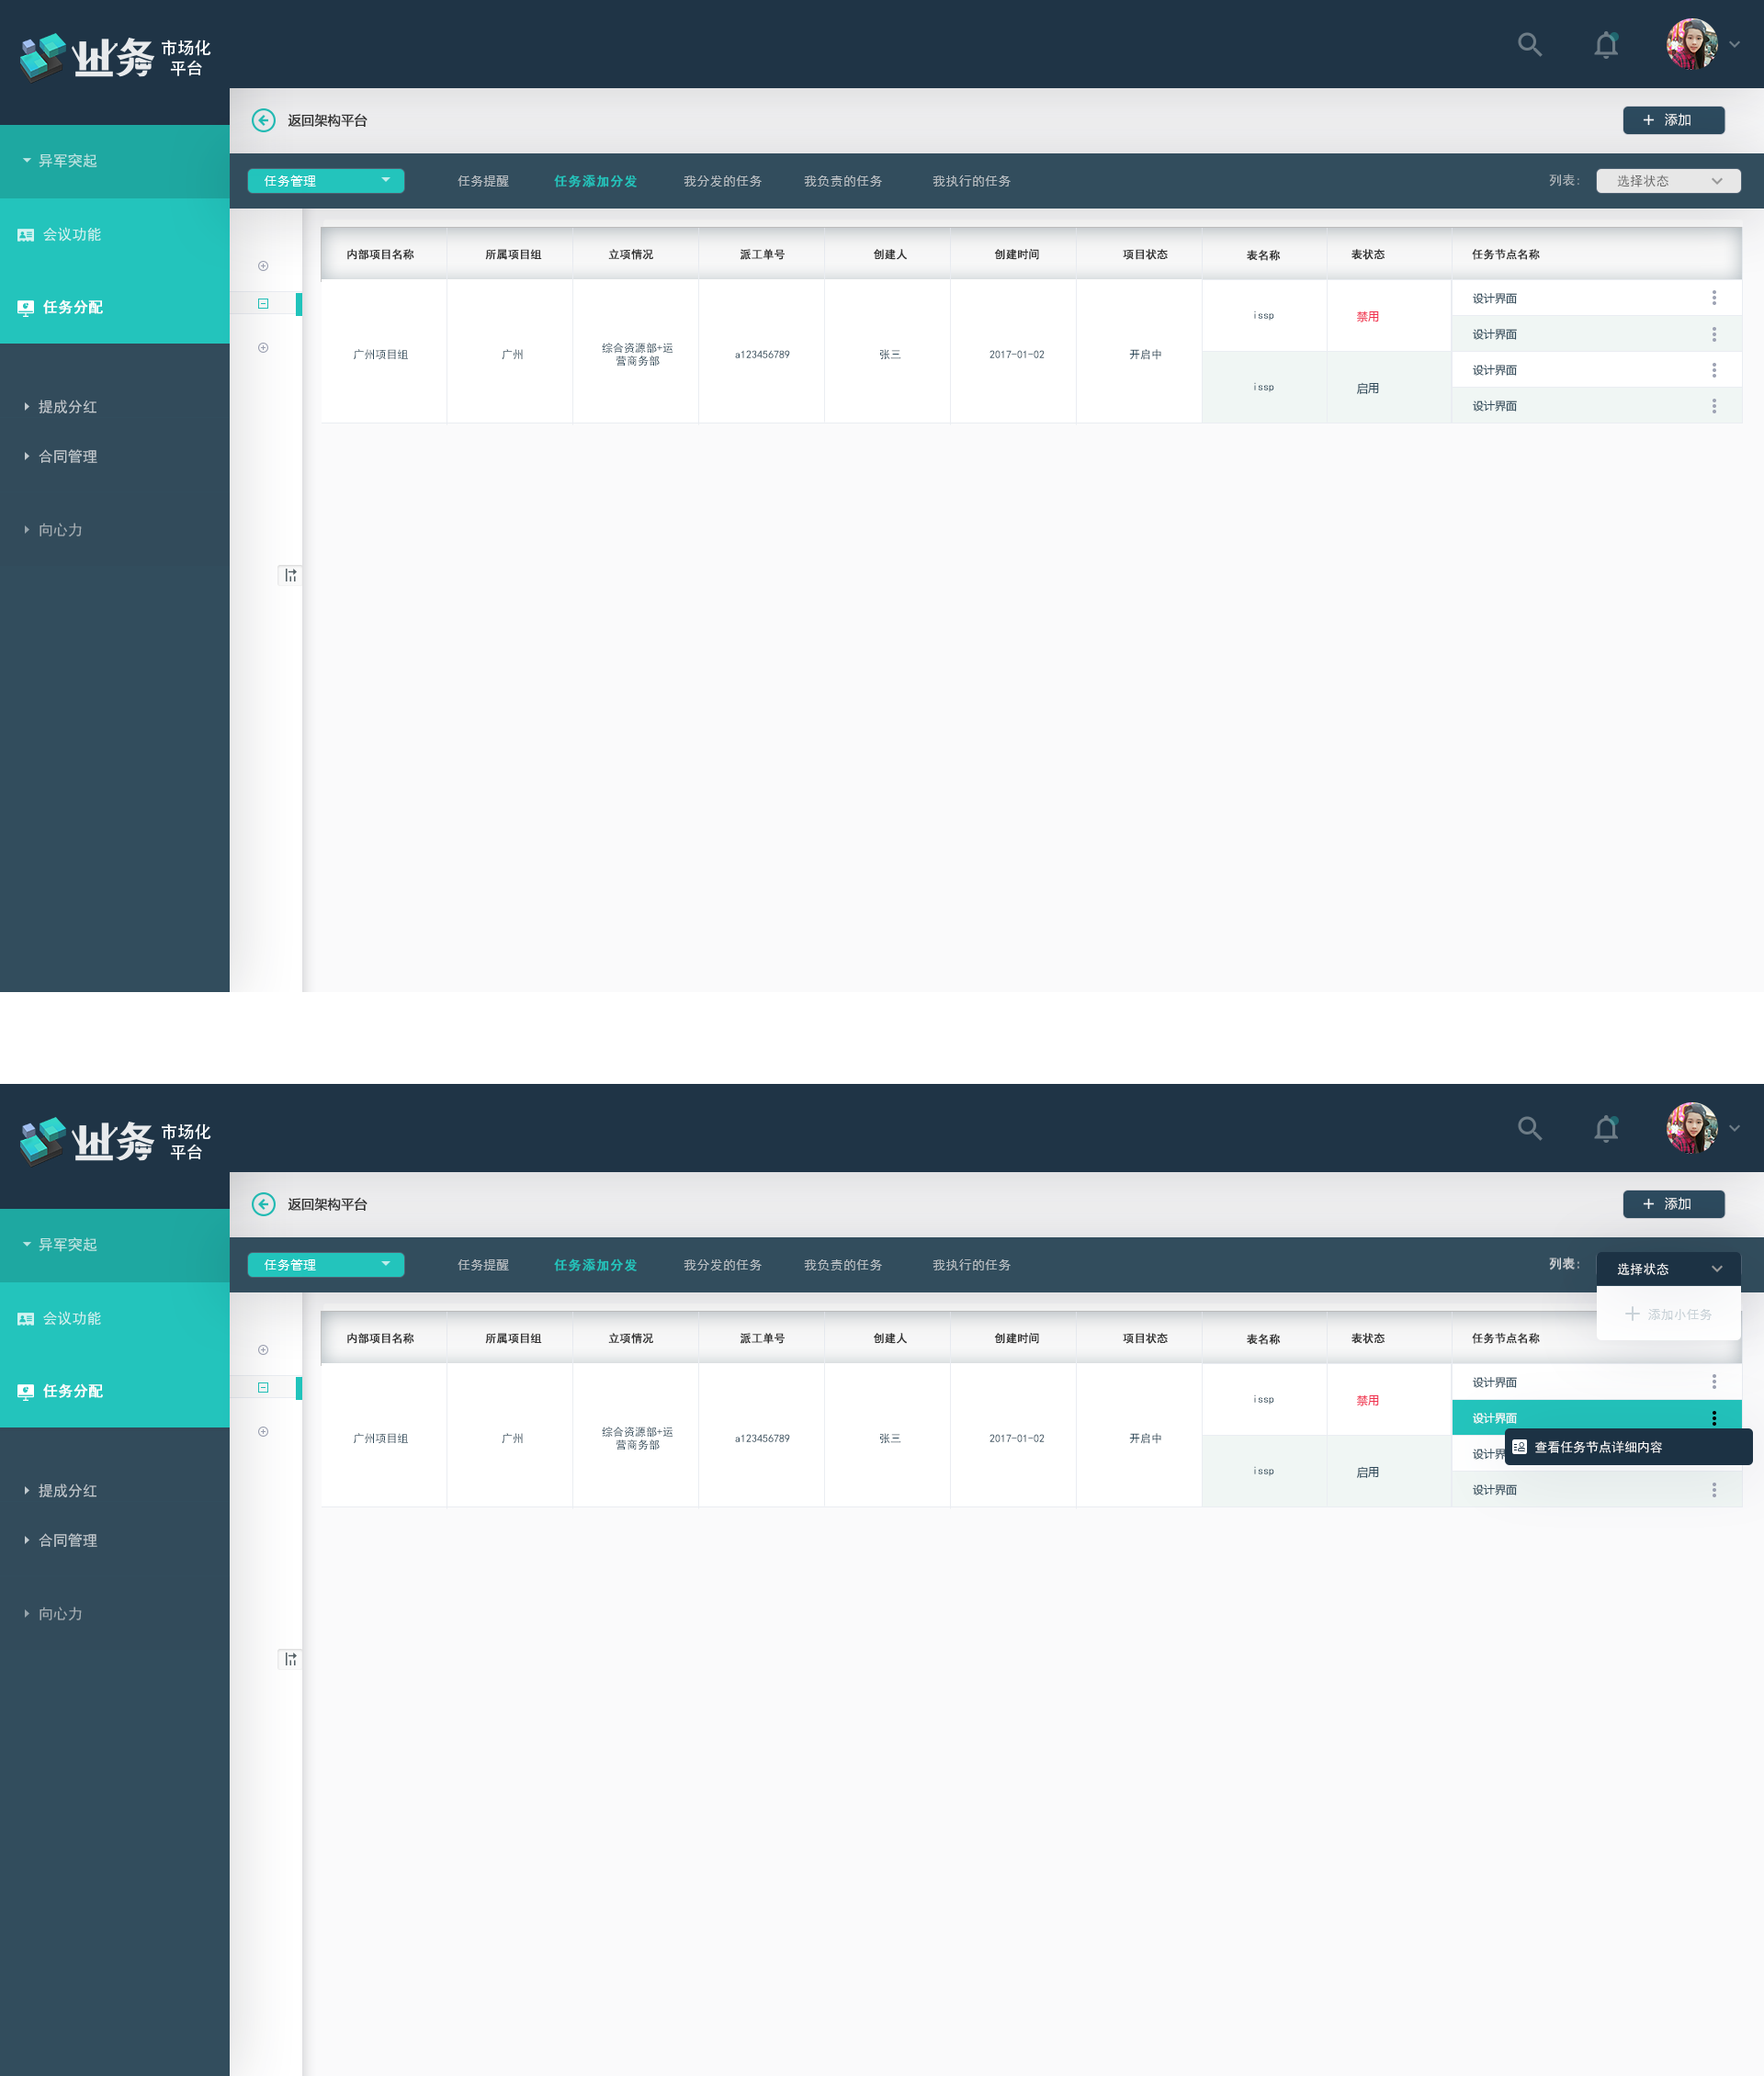 业务 市场化
平台
返回架构平台
添加
异军突起
会议功能
任务分配
提成分红
合同管理
向心力
任务管理 任务提醒 任务添加分发 我分发的任务 我负责的任务 我执行的任务 列表: 选择状态
内部项目名称 所属项目组 立项情况 派工单号 创建人 创建时间 项目状态 表名称 表状态 任务节点名称
广州项目组 广州 综合资源部+运
营商务部 a123456789 张三 2017-01-02 开启中
issp 禁用
issp 启用
设计界面
设计界面
设计界面
设计界面
业务 市场化
平台
返回架构平台
添加
异军突起
会议功能
任务分配
提成分红
合同管理
向心力
任务管理 任务提醒 任务添加分发 我分发的任务 我负责的任务 我执行的任务 列表: 选择状态
添加小任务
内部项目名称 所属项目组 立项情况 派工单号 创建人 创建时间 项目状态 表名称 表状态 任务节点名称
广州项目组 广州 综合资源部+运
营商务部 a123456789 张三 2017-01-02 开启中
issp 禁用
issp 启用
设计界面
设计界面
查看任务节点详细内容
设计界
设计界面